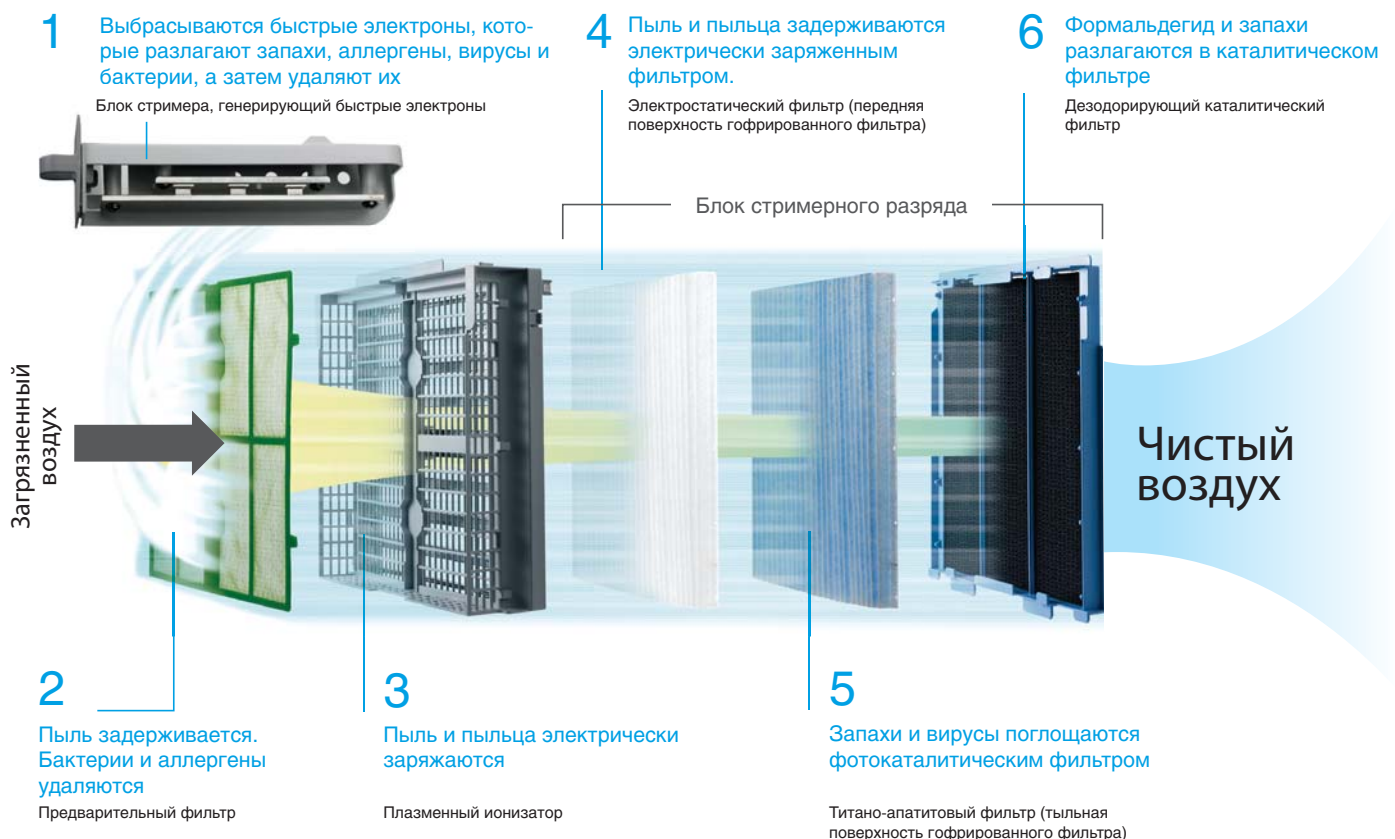 1
Выбрасываются быстрые электроны, кото-
рые разлагают запахи, аллергены, вирусы и
бактерии, а затем удаляют их
Блок стримера, генерирующий быстрые электроны
4
Пыль и пыльца задерживаются
электрически заряженным
фильтром.
Электростатический фильтр (передняя
поверхность гофрированного фильтра)
6
Формальдегид и запахи
разлагаются в каталитическом
фильтре
Дезодорирующий каталитический
фильтр
Блок стримерного разряда
Загрязненный
воздух
Чистый
воздух
2
Пыль задерживается.
Бактерии и аллергены
удаляются
Предварительный фильтр
3
Пыль и пыльца электрически
заряжаются
Плазменный ионизатор
5
Запахи и вирусы поглощаются
фотокаталитическим фильтром
Титано-апатитовый фильтр (тыльная
поверхность гофрированного фильтра)